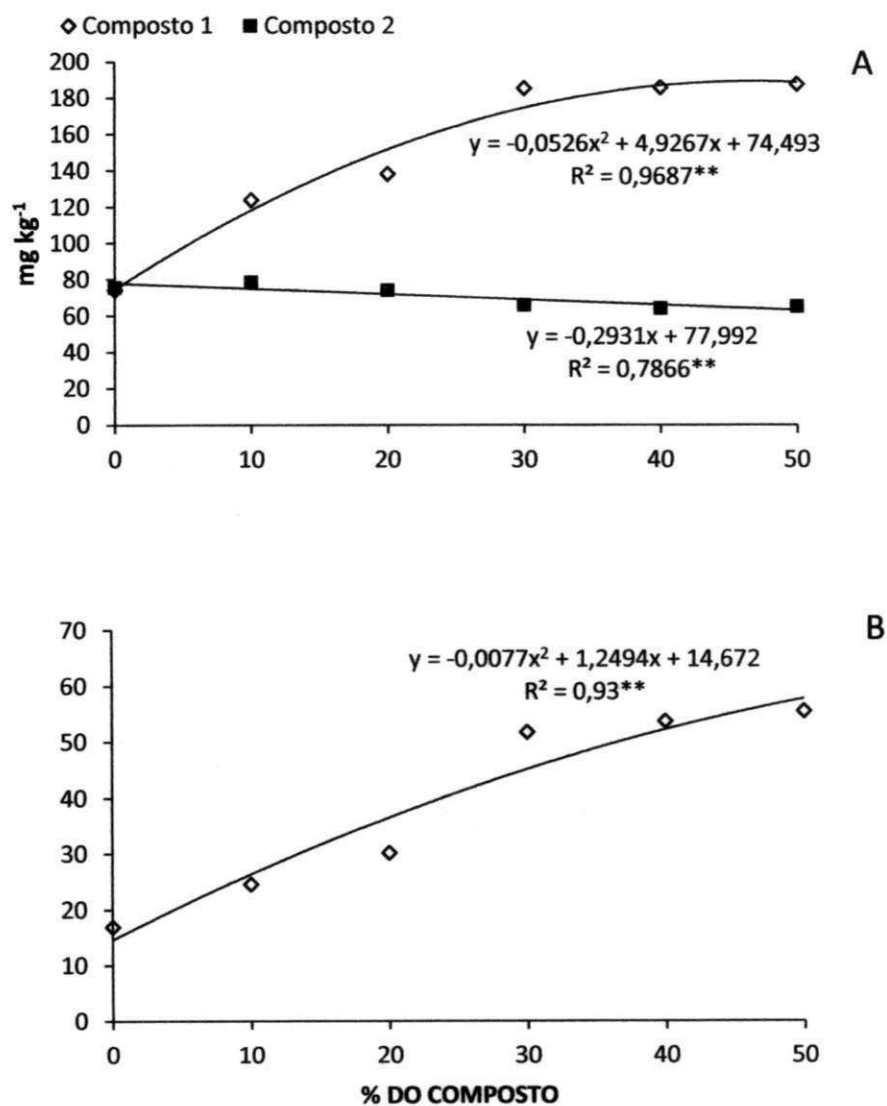 Composto 1 Composto 2
A
200
180
160
140
120
100
80
60
40
20
0
mg kg⁻¹
y = -0,0526x² + 4,9267x + 74,493
R² = 0,9687**
y = -0,2931x + 77,992
R² = 0,7866**
0 10 20 30 40 50
B
70
60
50
40
30
20
10
0
y = -0,0077x² + 1,2494x + 14,672
R² = 0,93**
0 10 20 30 40 50
% DO COMPOSTO